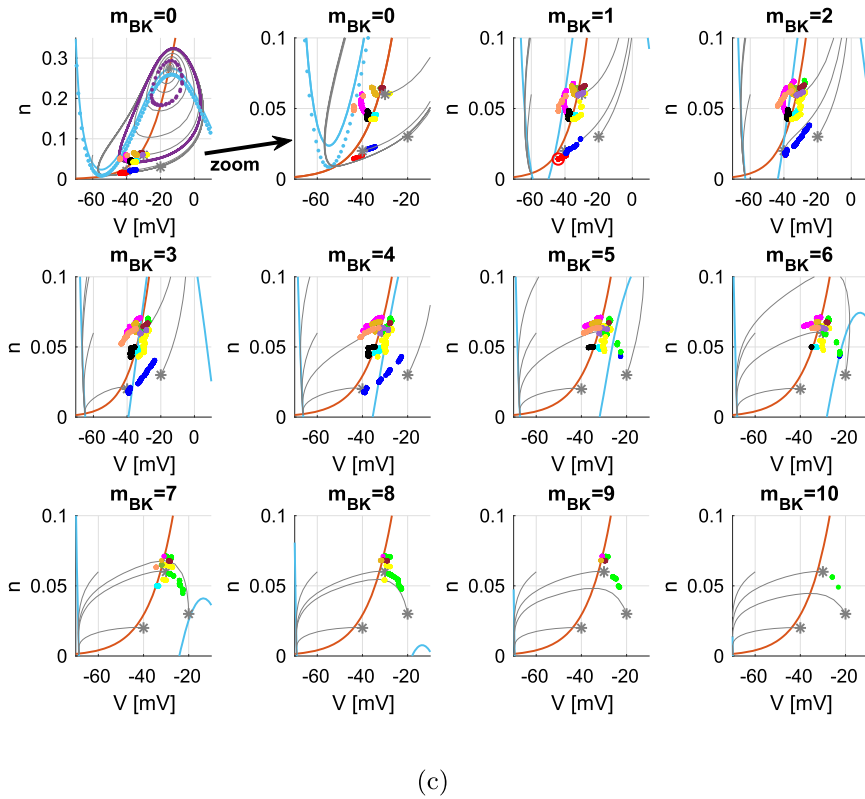 m_BK=0 m_BK=0 m_BK=1 m_BK=2
0.3 0.1 0.1 0.1
n 0.2 n 0.05 n 0.05 n 0.05
0.1
0 0 0 0
zoom
-60 -40 -20 0 -60 -40 -20 -60 -40 -20 0 -60 -40 -20 0
V [mV] V [mV] V [mV] V [mV]
m_BK=3 m_BK=4 m_BK=5 m_BK=6
0.1 0.1 0.1 0.1
n 0.05 n 0.05 n 0.05 n 0.05
0 0 0 0
-60 -40 -20 0 -60 -40 -20 -60 -40 -20 -60 -40 -20
V [mV] V [mV] V [mV] V [mV]
m_BK=7 m_BK=8 m_BK=9 m_BK=10
0.1 0.1 0.1 0.1
n 0.05 n 0.05 n 0.05 n 0.05
0 0 0 0
-60 -40 -20 -60 -40 -20 -60 -40 -20 -60 -40 -20
V [mV] V [mV] V [mV] V [mV]
(c)